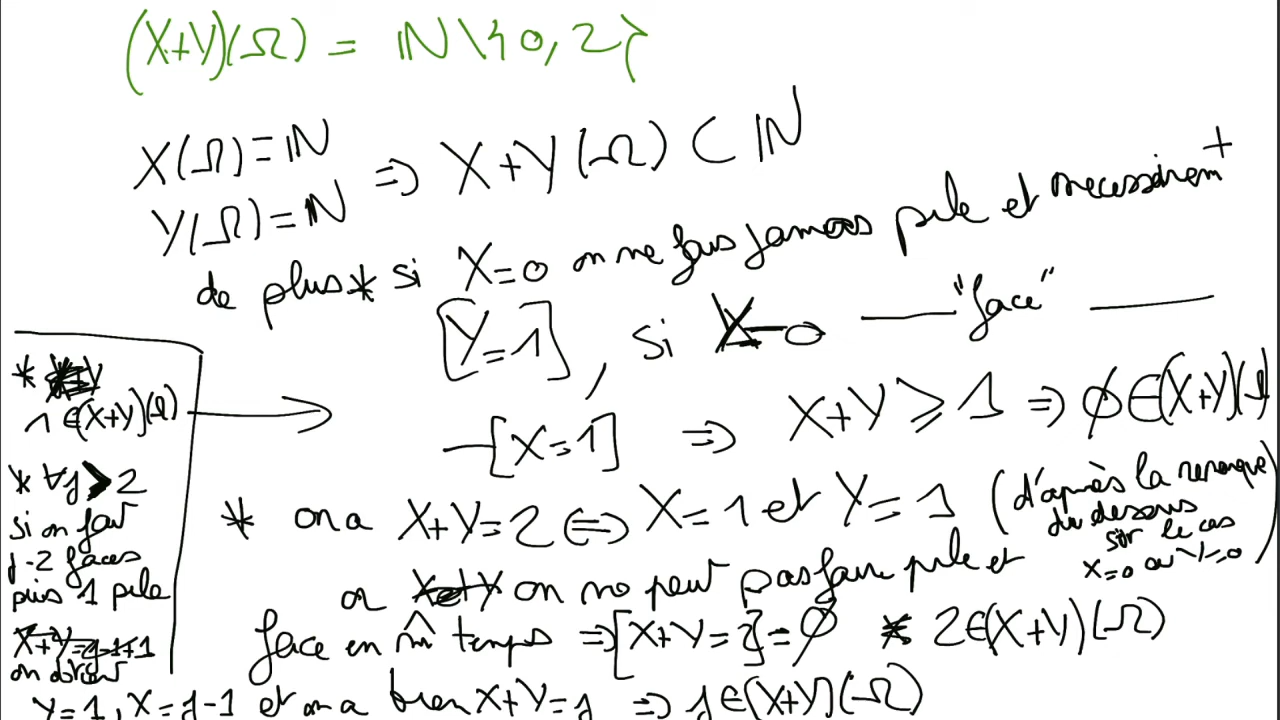 (X+Y)(Ω) = ℕ\{0, 2}
X(Ω) = ℕ
Y(Ω) = ℕ
⇒ X+Y(Ω) ⊂ ℕ
de plus * si X=0 on ne fais jamais pile et necessairement
[Y=1], si X=0 ——— "face" ———
—[X=1] ⇒ X+Y ≥ 1 ⇒ 0∈(X+Y)(Ω)
* on a X+Y=2 ⇔ X=1 et Y=1 (d'après la remarque
du dessus
sur le cas
X=0 ou Y=0)
or on ne peut pas faire pile et
face en m̂ temps ⇒ [X+Y=2]=∅ * 2∈(X+Y)(Ω)
* X+Y
1 ∈(X+Y)(Ω) →
* ∀j > 2
si on fait
j-2 faces
puis 1 pile
on obtient
Y=1, X=j-1 et on a bien X+Y=j ⇒ j∈(X+Y)(Ω)